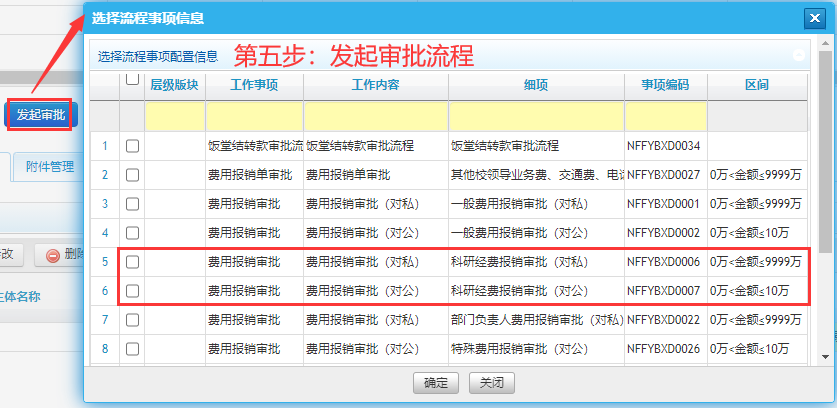 选择流程事项信息
选择流程事项配置信息
第五步：发起审批流程
发起审批
附件管理
改
删除
主体名称
层级版块 工作事项 工作内容 细项 事项编码 区间
1 饭堂结转款审批流 饭堂结转款审批流程 饭堂结转款审批流程 NFFYBXD0034
2 费用报销单审批 费用报销单审批 其他校领导业务费、交通费、电话 NFFYBXD0027 0万<金额≤9999万
3 费用报销审批 费用报销审批（对私） 一般费用报销审批（对私） NFFYBXD0001 0万<金额≤9999万
4 费用报销审批 费用报销审批（对公） 一般费用报销审批（对公） NFFYBXD0002 0万<金额≤10万
5 费用报销审批 费用报销审批（对私） 科研经费报销审批（对私） NFFYBXD0006 0万<金额≤9999万
6 费用报销审批 费用报销审批（对公） 科研经费报销审批（对公） NFFYBXD0007 0万<金额≤10万
7 费用报销审批 费用报销审批（对私） 部门负责人费用报销审批（对私） NFFYBXD0022 0万<金额≤9999万
8 费用报销审批 费用报销审批（对公） 特殊费用报销审批（对公） NFFYBXD0026 0万<金额≤10万
确定 关闭